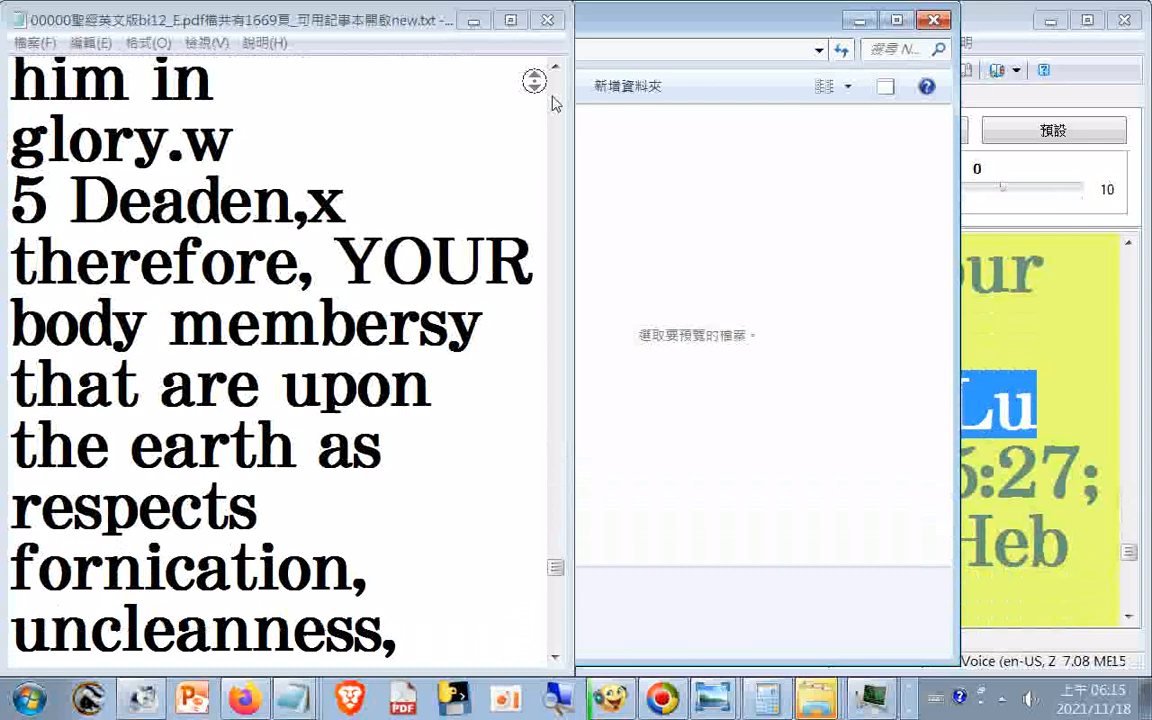 00000聖經英文版bi12_E.pdf檔共有1669頁_可用記事本開啟new.txt -...
檔案(F) 編輯(E) 格式(O) 檢視(V) 說明(H)
him in
glory.w
5 Deaden,x
therefore, YOUR
body membersy
that are upon
the earth as
respects
fornication,
uncleanness,
搜尋 N...
新增資料夾
選取要預覽的檔案。
明
預設
0
10
our
Lu
6:27;
Heb
Voice (en-US, Z 7.08 ME15
PDF
上午 06:15
2021/11/18